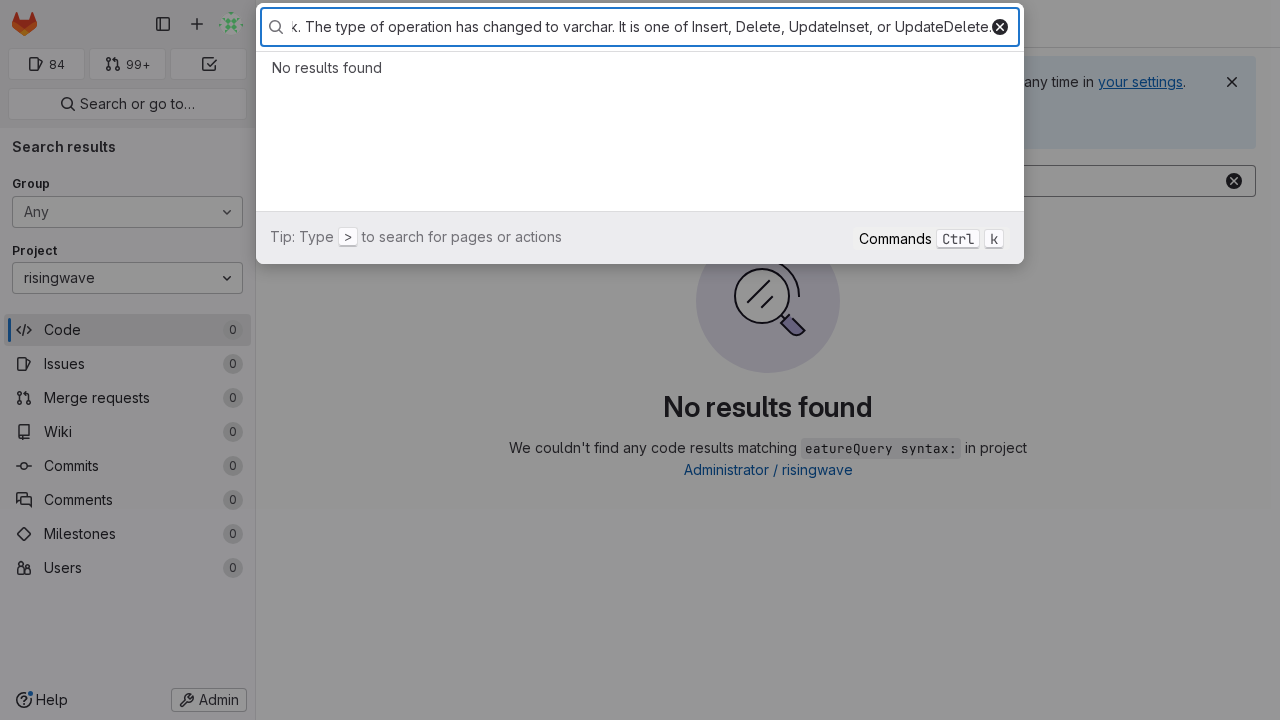 k. The type of operation has changed to varchar. It is one of Insert, Delete, UpdateInset, or UpdateDelete.
No results found
Tip: Type > to search for pages or actions
Commands Ctrl k
84
99+
Search or go to…
any time in your settings.
Search results
Group
Any
Project
risingwave
Code 0
Issues 0
Merge requests 0
Wiki 0
Commits 0
Comments 0
Milestones 0
Users 0
No results found
We couldn't find any code results matching eatureQuery syntax: in project
Administrator / risingwave
Help
Admin